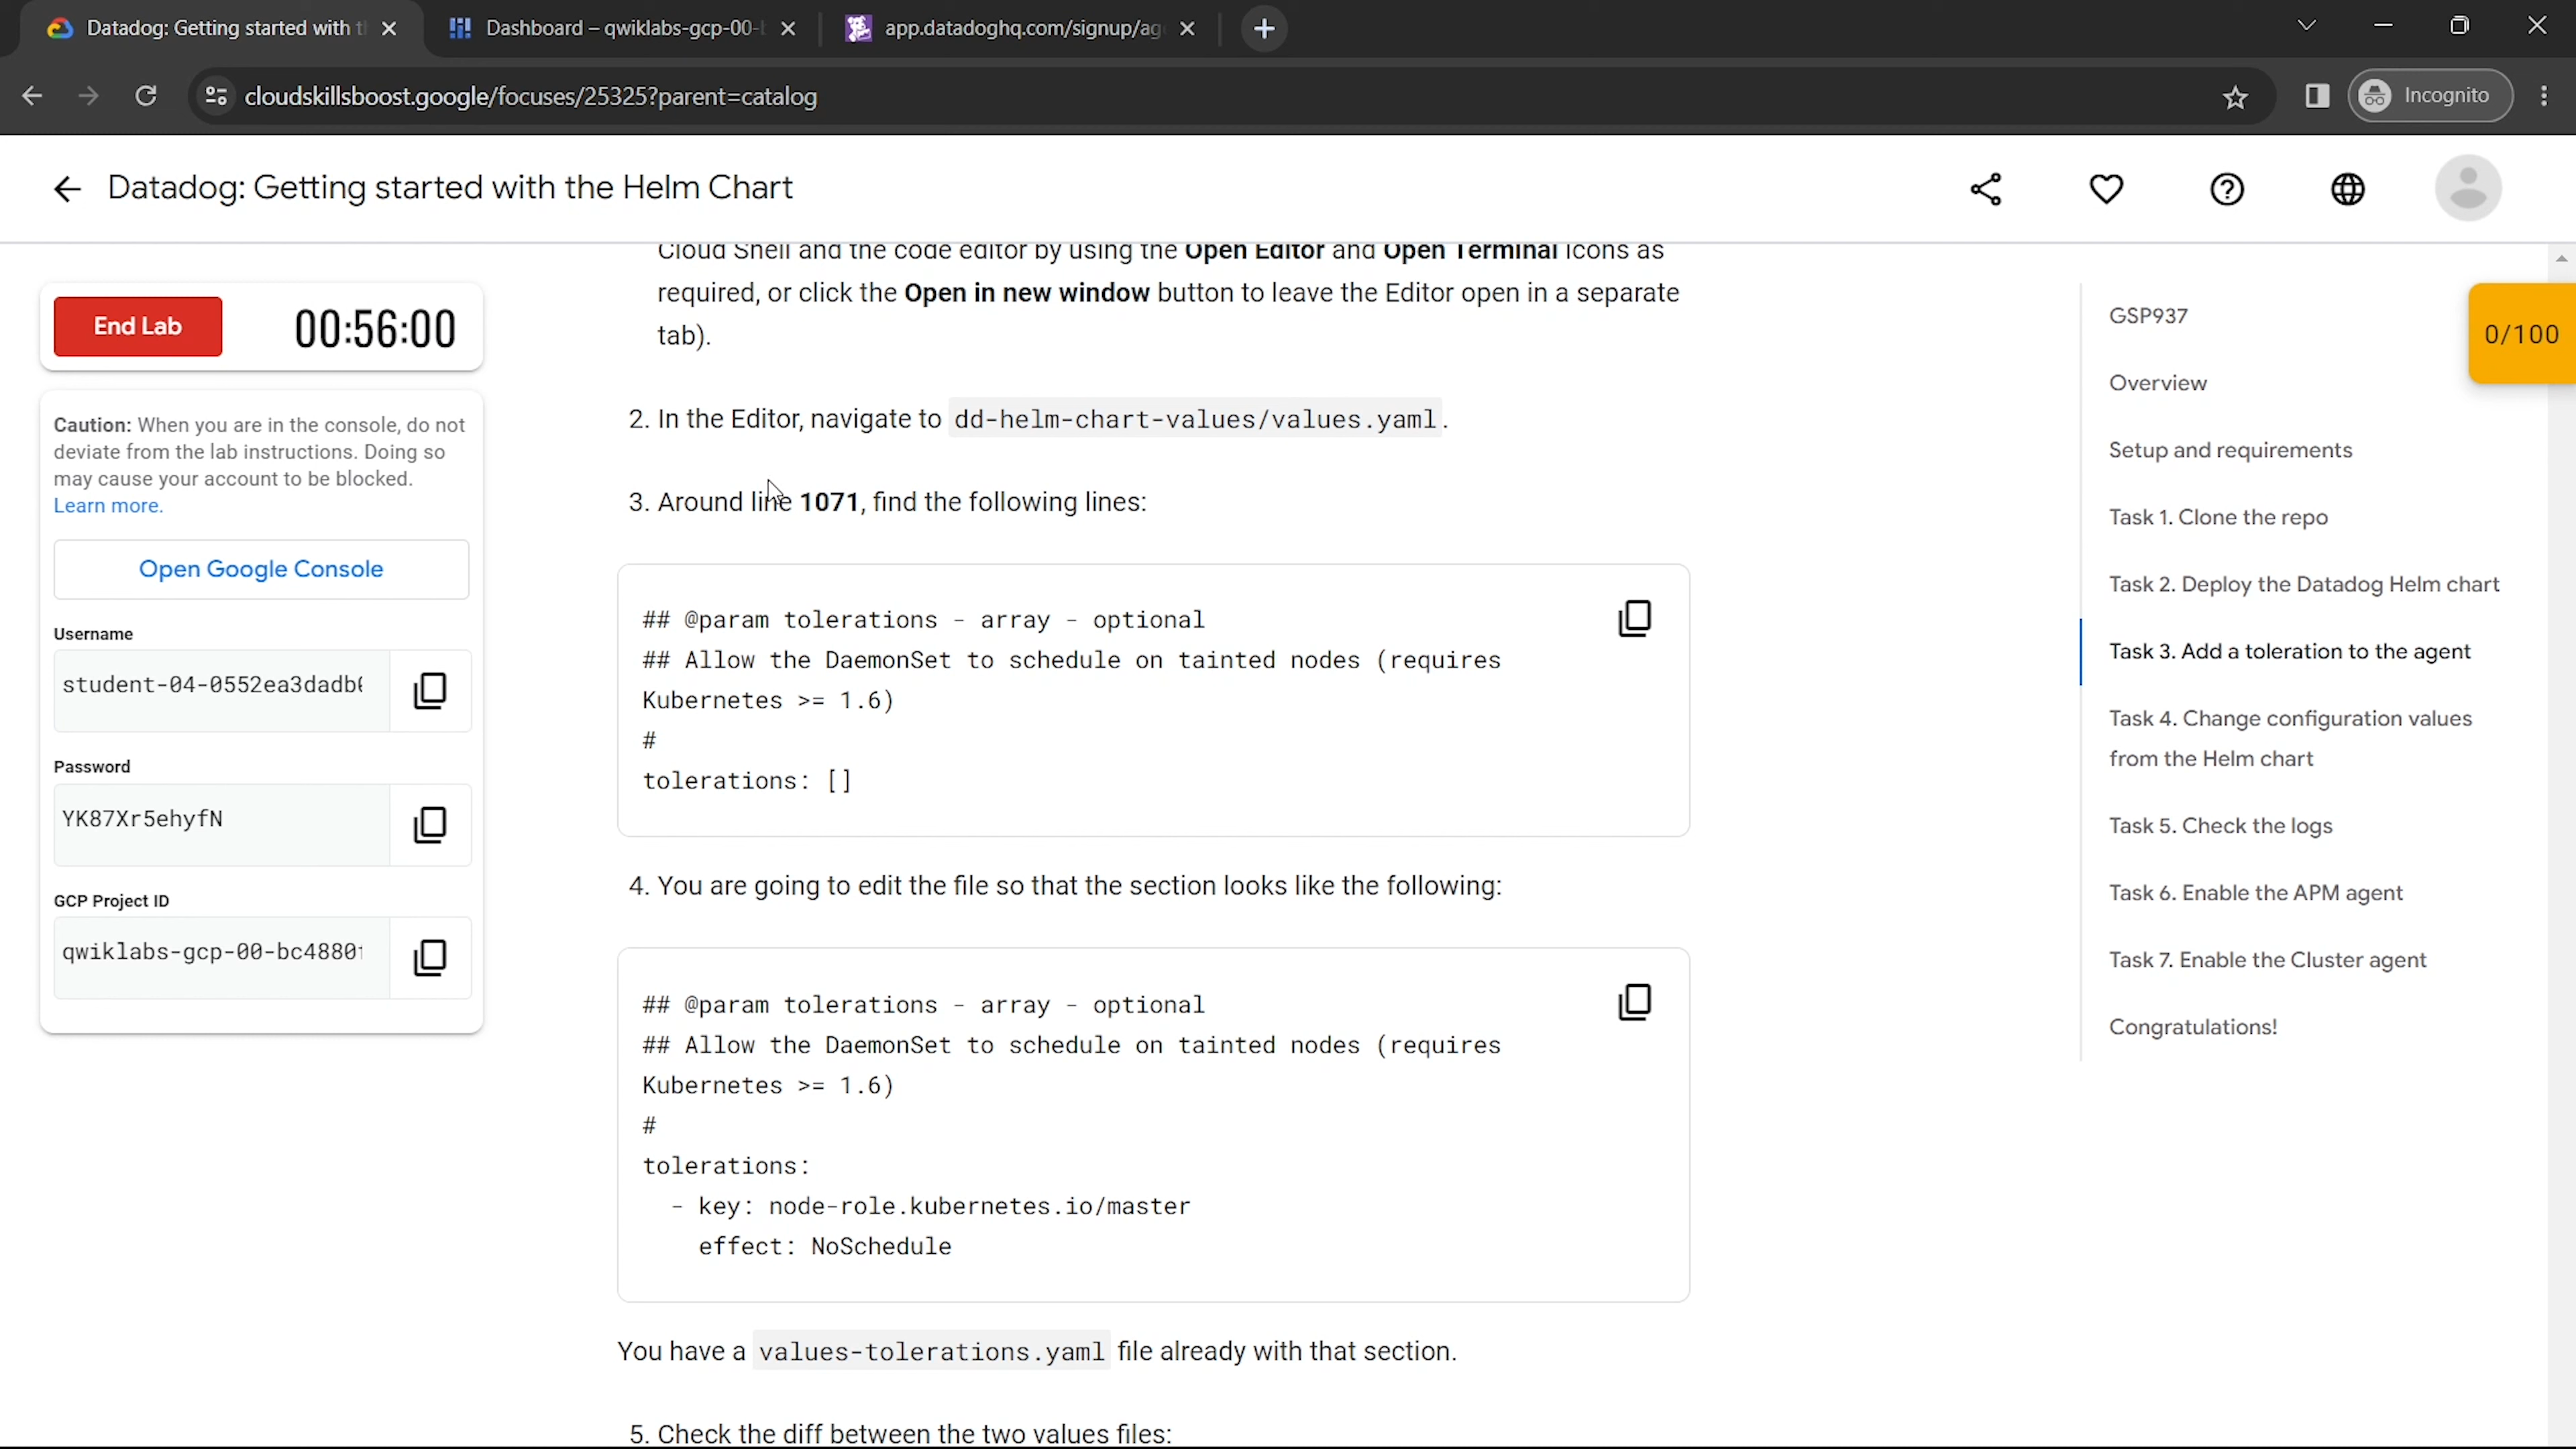 Datadog: Getting started with t
Dashboard – qwiklabs-gcp-00-
app.datadoghq.com/signup/ag
cloudskillsboost.google/focuses/25325?parent=catalog
Incognito
Datadog: Getting started with the Helm Chart
End Lab
00:56:00
Caution: When you are in the console, do not
deviate from the lab instructions. Doing so
may cause your account to be blocked.
Learn more.
Open Google Console
Username
student-04-0552ea3dadb
Password
YK87Xr5ehyfN
GCP Project ID
qwiklabs-gcp-00-bc4880
Cloud Shell and the code editor by using the Open Editor and Open Terminal icons as
required, or click the Open in new window button to leave the Editor open in a separate
tab).
2. In the Editor, navigate to dd-helm-chart-values/values.yaml.
3. Around line 1071, find the following lines:
## @param tolerations - array - optional
## Allow the DaemonSet to schedule on tainted nodes (requires
Kubernetes >= 1.6)
#
tolerations: []
4. You are going to edit the file so that the section looks like the following:
## @param tolerations - array - optional
## Allow the DaemonSet to schedule on tainted nodes (requires
Kubernetes >= 1.6)
#
tolerations:
- key: node-role.kubernetes.io/master
effect: NoSchedule
You have a values-tolerations.yaml file already with that section.
5. Check the diff between the two values files:
GSP937
Overview
Setup and requirements
Task 1. Clone the repo
Task 2. Deploy the Datadog Helm chart
Task 3. Add a toleration to the agent
Task 4. Change configuration values
from the Helm chart
Task 5. Check the logs
Task 6. Enable the APM agent
Task 7. Enable the Cluster agent
Congratulations!
0/100